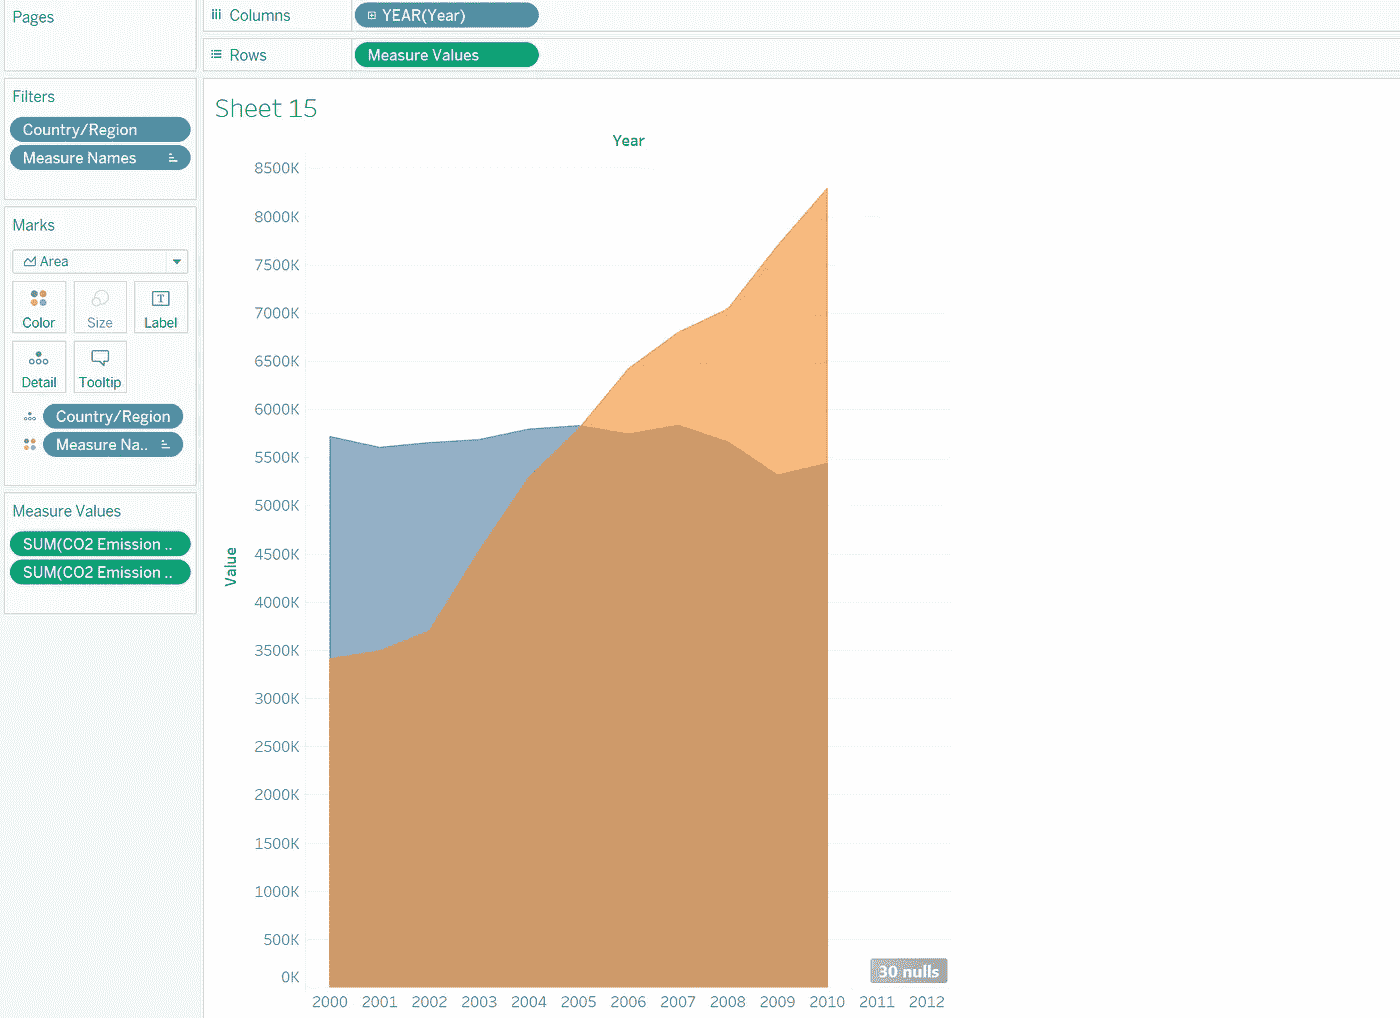 Pages
Columns
YEAR(Year)
Rows
Measure Values
Filters
Country/Region
Measure Names
Marks
Area
Color
Size
Label
Detail
Tooltip
Country/Region
Measure Na..
Measure Values
SUM(CO2 Emission ..
SUM(CO2 Emission ..
Sheet 15
Year
8500K
8000K
7500K
7000K
6500K
6000K
5500K
5000K
4500K
4000K
3500K
3000K
2500K
2000K
1500K
1000K
500K
0K
Value
30 nulls
2000 2001 2002 2003 2004 2005 2006 2007 2008 2009 2010 2011 2012